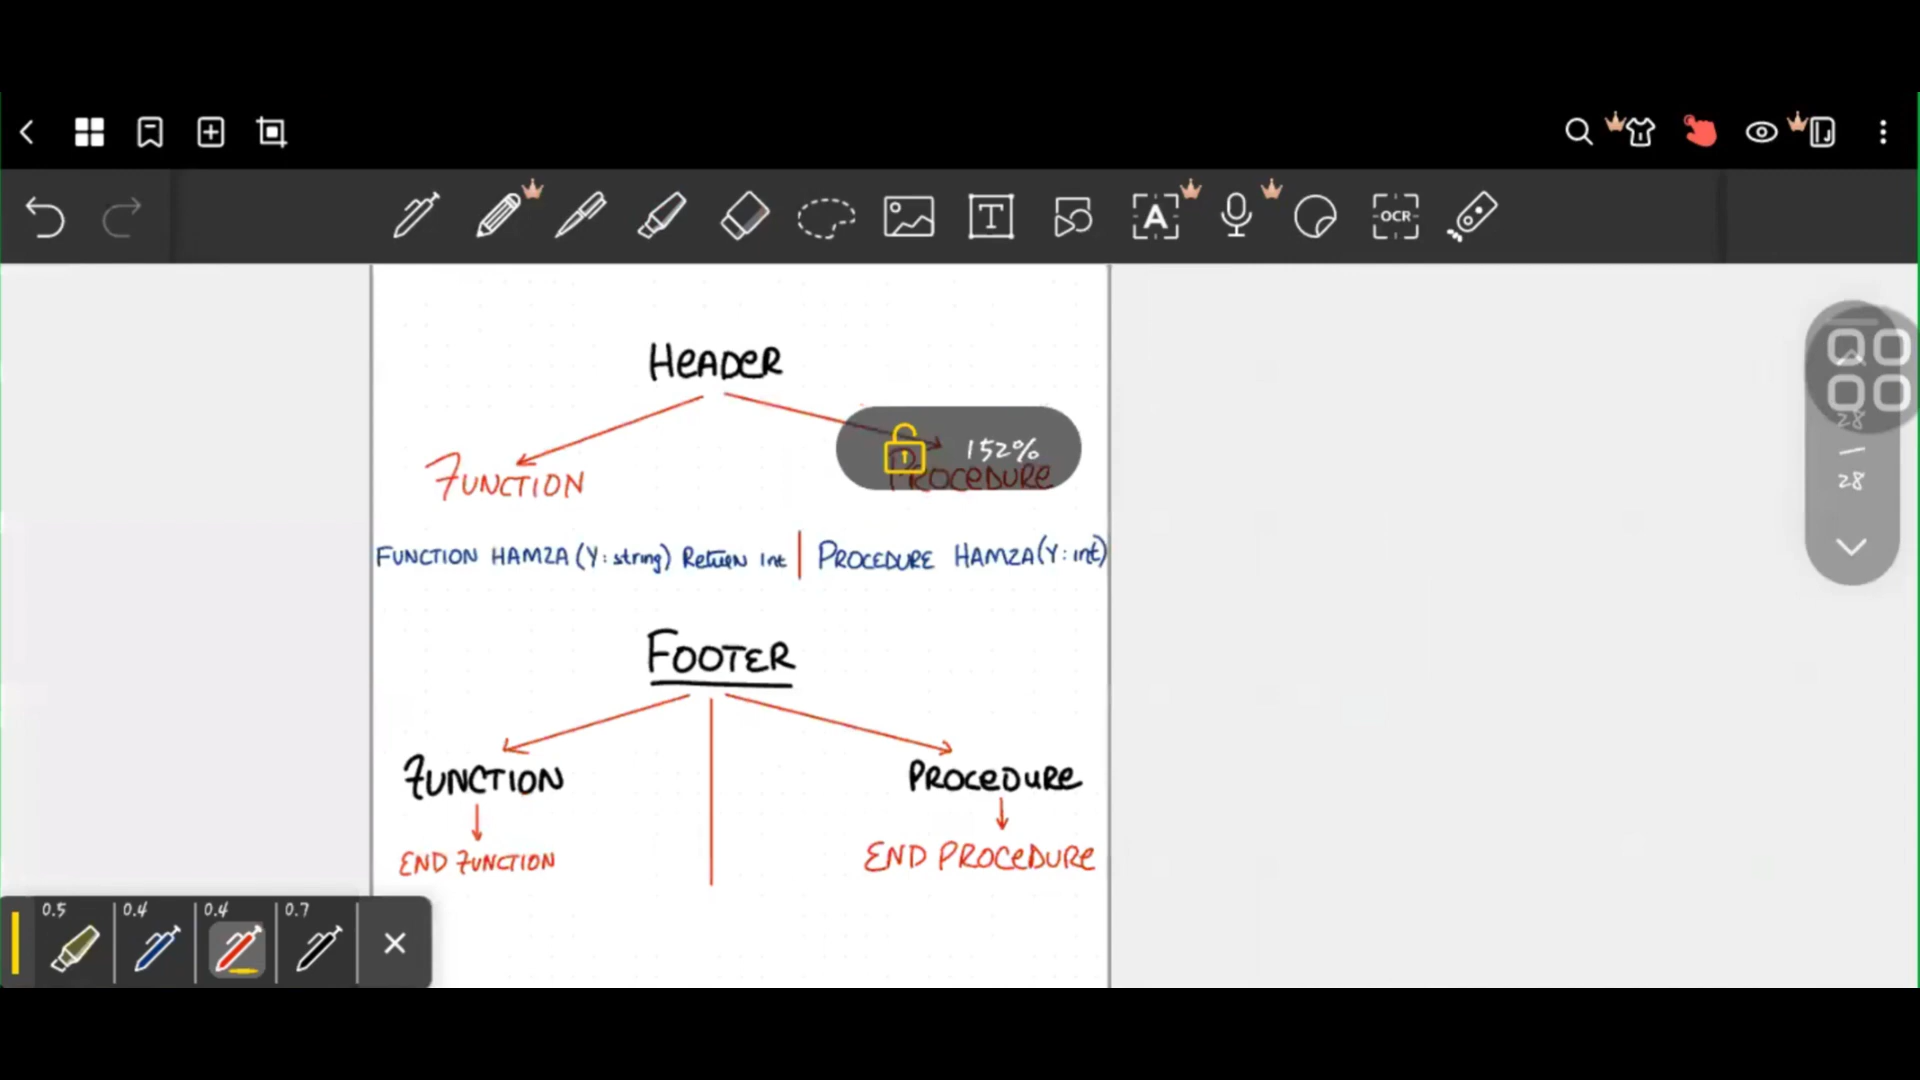 HEADER
152%
FUNCTION
PROCEDURE
FUNCTION HAMZA (Y: string) Return Int | PROCEDURE HAMZA (Y: int)
FOOTER
FUNCTION
PROCEDURE
END FUNCTION
END PROCEDURE
T
A
OCR
28
28
0.5
0.4
0.4
0.7